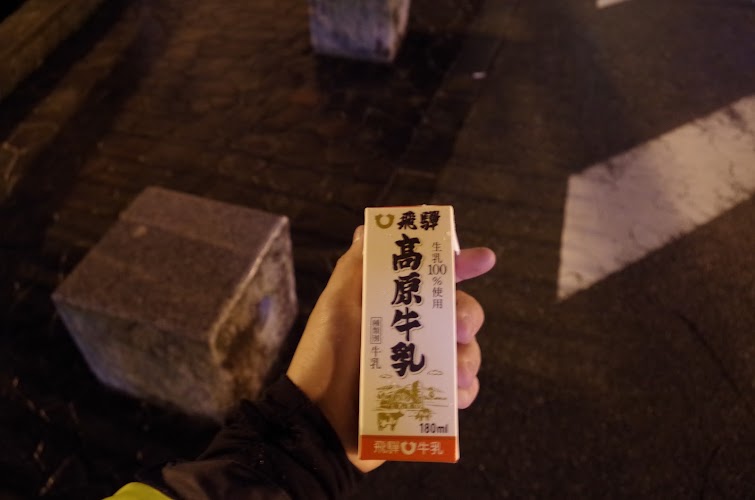 飛騨
高原牛乳
生乳100%使用
種類別
牛乳
180ml
飛騨牛乳